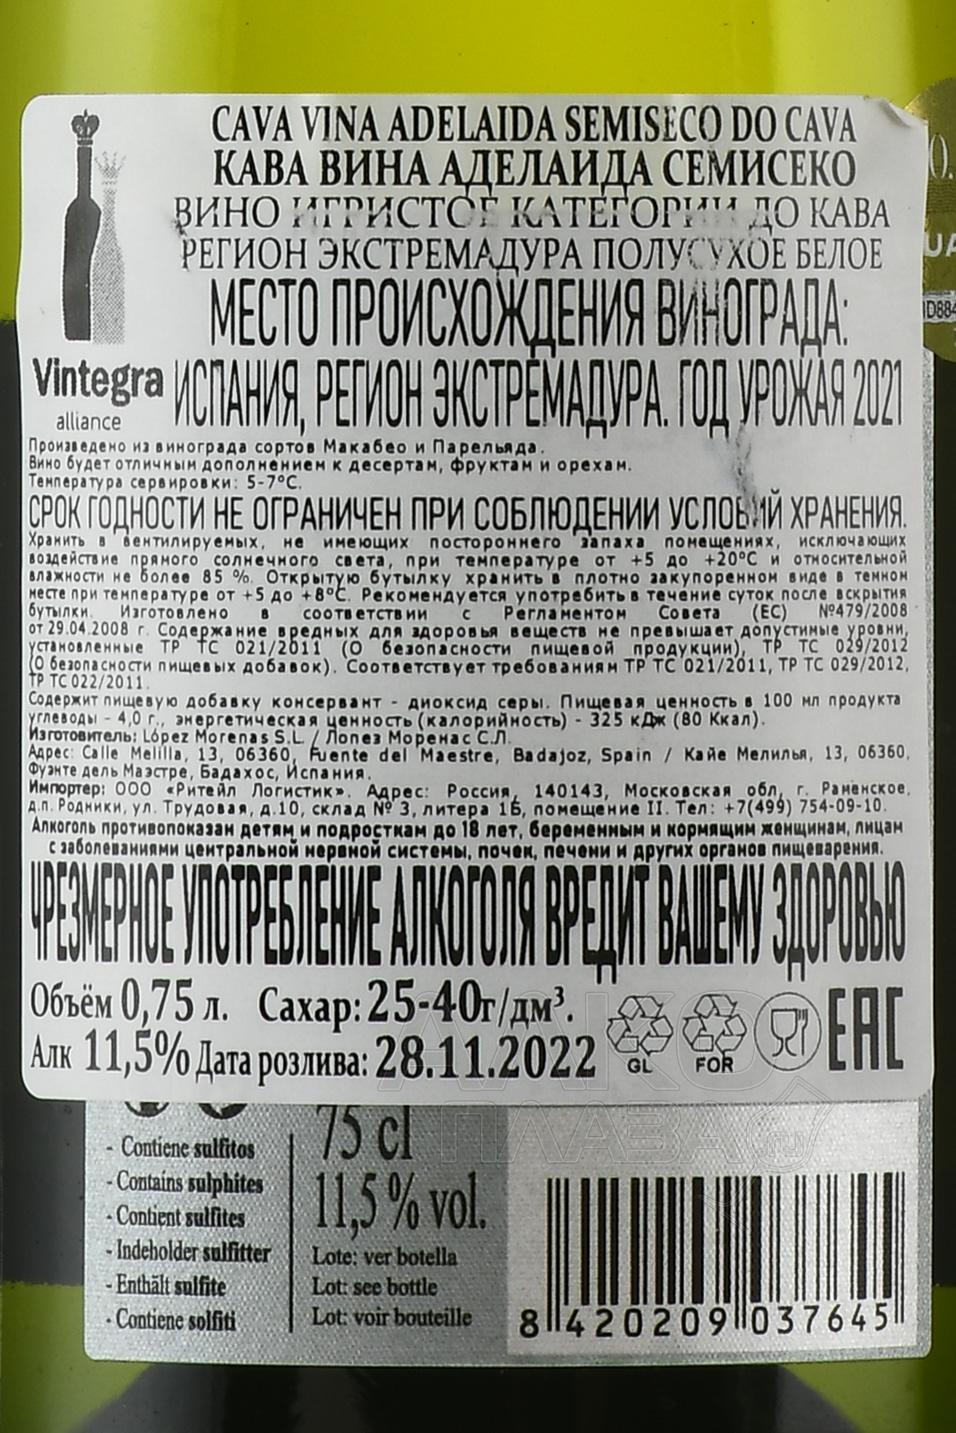 CAVA VINA ADELAIDA SEMISECO DO CAVA
КАВА ВИНА АДЕЛАИДА СЕМИСЕКО
ВИНО ИГРИСТОЕ КАТЕГОРИИ ДО КАВА
РЕГИОН ЭКСТРЕМАДУРА ПОЛУСУХОЕ БЕЛОЕ
МЕСТО ПРОИСХОЖДЕНИЯ ВИНОГРАДА:
Vintegra
alliance
ИСПАНИЯ, РЕГИОН ЭКСТРЕМАДУРА. ГОД УРОЖАЯ 2021
Произведено из винограда сортов Макабео и Парельяда.
Вино будет отличным дополнением к десертам, фруктам и орехам.
Температура сервировки: 5-7°С.
СРОК ГОДНОСТИ НЕ ОГРАНИЧЕН ПРИ СОБЛЮДЕНИИ УСЛОВИЙ ХРАНЕНИЯ.
Хранить в вентилируемых, не имеющих постороннего запаха помещениях, исключающих
воздействие прямого солнечного света, при температуре от +5 до +20°С и относительной
влажности не более 85 %. Открытую бутылку хранить в плотно закупоренном виде в темном
месте при температуре от +5 до +8°С. Рекомендуется употребить в течение суток после вскрытия
бутылки. Изготовлено в соответствии с Регламентом Совета (ЕС) №479/2008
от 29.04.2008 г. Содержание вредных для здоровья веществ не превышает допустимые уровни,
установленные ТР ТС 021/2011 (О безопасности пищевой продукции), ТР ТС 029/2012
(О безопасности пищевых добавок). Соответствует требованиям ТР ТС 021/2011, ТР ТС 029/2012,
ТР ТС 022/2011.
Содержит пищевую добавку консервант - диоксид серы. Пищевая ценность в 100 мл продукта
углеводы - 4,0 г., энергетическая ценность (калорийность) - 325 кДж (80 Ккал).
Изготовитель: López Morenas S.L. / Лопез Моренас С.Л.
Адрес: Calle Melilla, 13, 06360, Fuente del Maestre, Badajoz, Spain / Кайе Мелилья, 13, 06360,
Фуэнте дель Маэстре, Бадахос, Испания.
Импортер: ООО «Ритейл Логистик». Адрес: Россия, 140143, Московская обл, г. Раменское,
д.п. Родники, ул. Трудовая, д.10, склад № 3, литера 1Б, помещение II. Тел: +7(499) 754-09-10.
Алкоголь противопоказан детям и подросткам до 18 лет, беременным и кормящим женщинам, лицам
с заболеваниями центральной нервной системы, почек, печени и других органов пищеварения.
ЧРЕЗМЕРНОЕ УПОТРЕБЛЕНИЕ АЛКОГОЛЯ ВРЕДИТ ВАШЕМУ ЗДОРОВЬЮ
Объём 0,75 л. Сахар: 25-40г/дм³.
Алк 11,5% Дата розлива: 28.11.2022
GL FOR EAC
АЛКО
ПЛАЗА
.ru
75 cl
11,5 % vol.
- Contiene sulfitos
- Contains sulphites
- Contient sulfites
- Indeholder sulfitter
- Enthält sulfite
- Contiene solfiti
Lote: ver botella
Lot: see bottle
Lot: voir bouteille
8 420209 037645